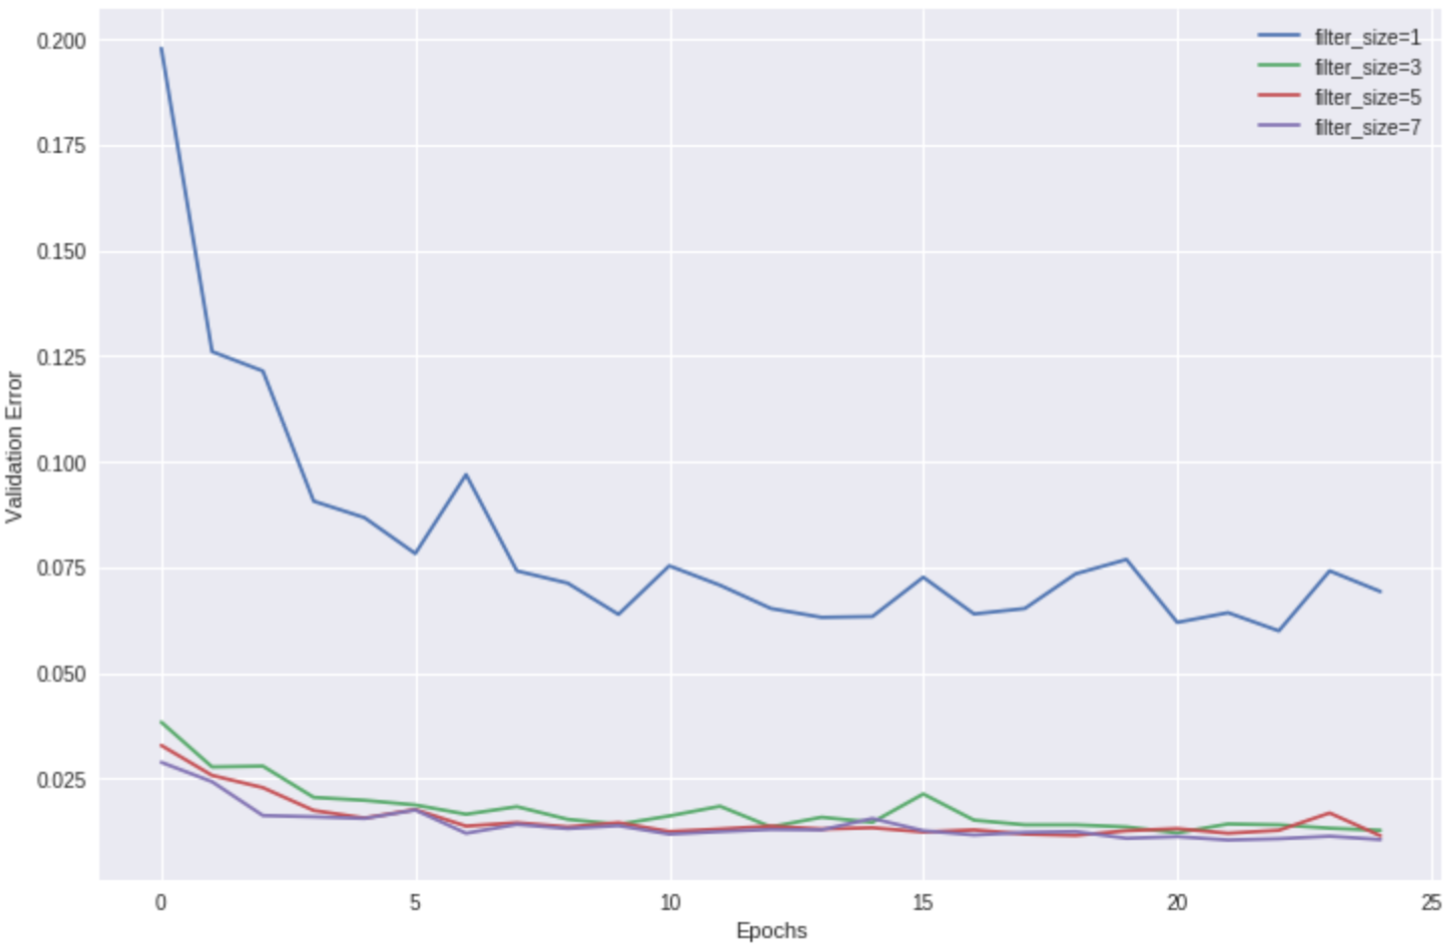 0.200
0.175
0.150
0.125
0.100
0.075
0.050
0.025
Validation Error
0 5 10 15 20 25
Epochs
filter_size=1
filter_size=3
filter_size=5
filter_size=7